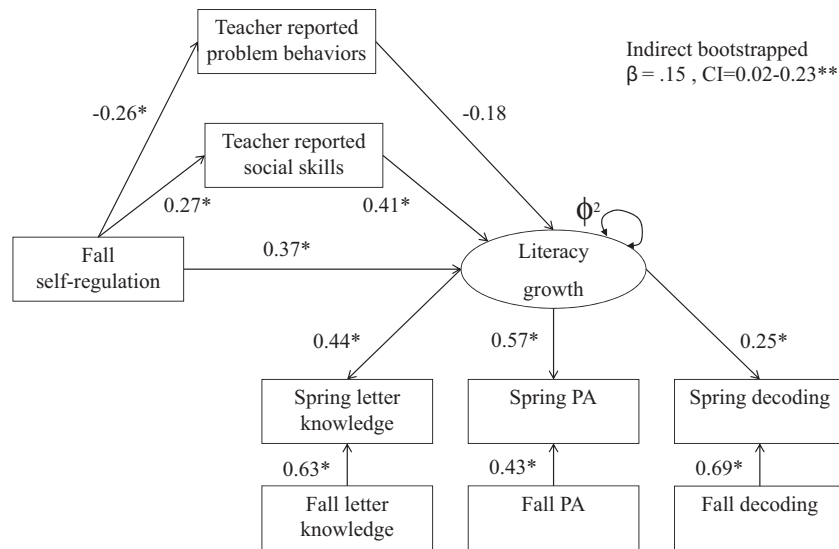 Teacher reported
problem behaviors
Indirect bootstrapped
β = .15 , CI=0.02-0.23**
-0.26*
-0.18
Teacher reported
social skills
0.27*
0.41*
ϕ²
Fall
self-regulation
0.37*
Literacy
growth
0.44*
0.57*
0.25*
Spring letter
knowledge
Spring PA
Spring decoding
0.63*
0.43*
0.69*
Fall letter
knowledge
Fall PA
Fall decoding